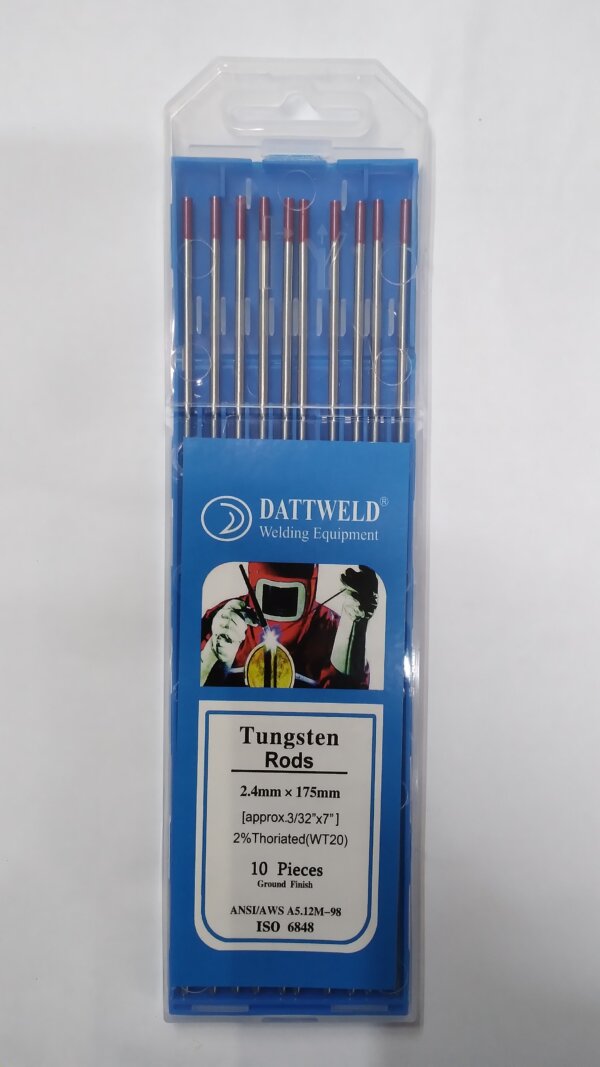 DATTWELD®
Welding Equipment
Tungsten
Rods
2.4mm × 175mm
[approx.3/32"x7"]
2%Thoriated(WT20)
10 Pieces
Ground Finish
ANSI/AWS A5.12M–98
ISO 6848